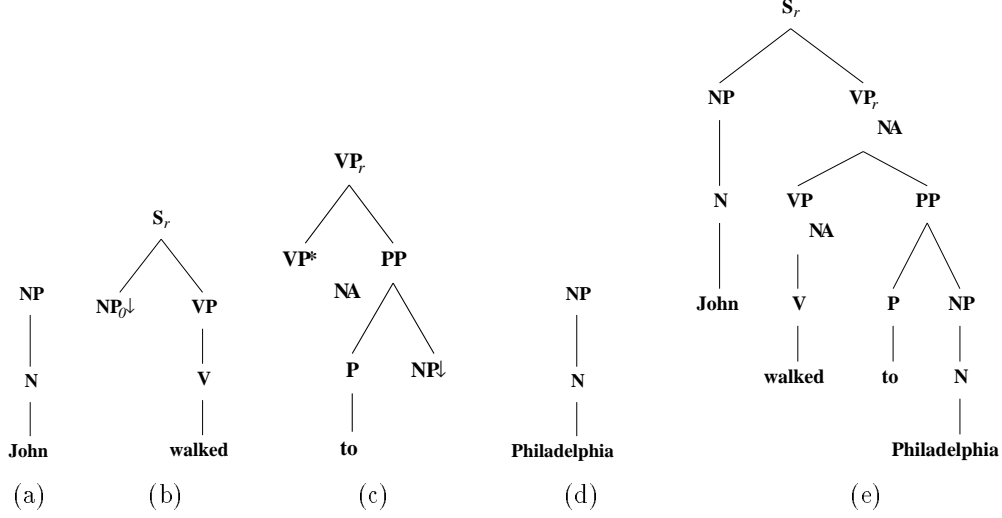 NP
N
John
(a)
S_r
NP_0↓ VP
V
walked
(b)
VP_r
VP* PP
NA
P NP↓
to
(c)
NP
N
Philadelphia
(d)
S_r
NP VP_r
NA
N VP PP
NA
John V P NP
walked to N
Philadelphia
(e)